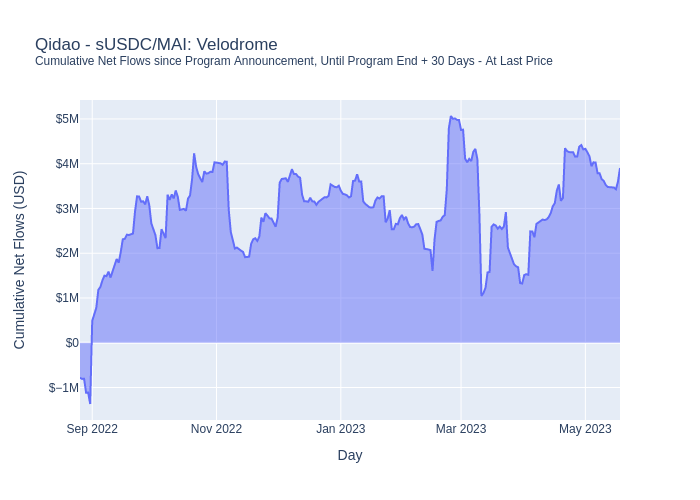 Qidao - sUSDC/MAI: Velodrome
Cumulative Net Flows since Program Announcement, Until Program End + 30 Days - At Last Price
Cumulative Net Flows (USD)
$5M
$4M
$3M
$2M
$1M
$0
$−1M
Sep 2022 Nov 2022 Jan 2023 Mar 2023 May 2023
Day